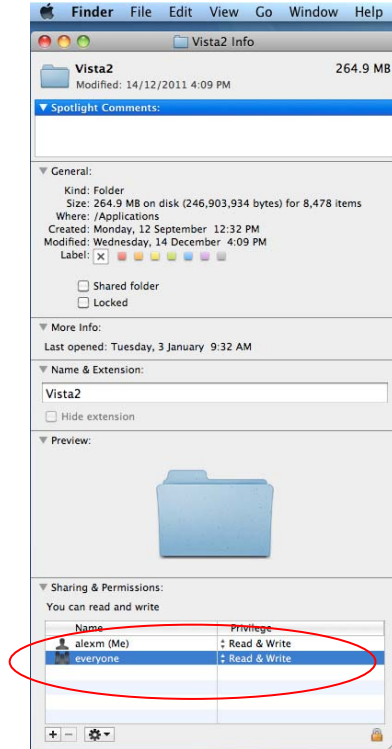 Finder File Edit View Go Window Help
Vista2 Info
Vista2 264.9 MB
Modified: 14/12/2011 4:09 PM
Spotlight Comments:
General:
Kind: Folder
Size: 264.9 MB on disk (246,903,934 bytes) for 8,478 items
Where: /Applications
Created: Monday, 12 September 12:32 PM
Modified: Wednesday, 14 December 4:09 PM
Label:
Shared folder
Locked
More Info:
Last opened: Tuesday, 3 January 9:32 AM
Name & Extension:
Vista2
Hide extension
Preview:
Sharing & Permissions:
You can read and write
Name Privilege
alexm (Me) Read & Write
everyone Read & Write